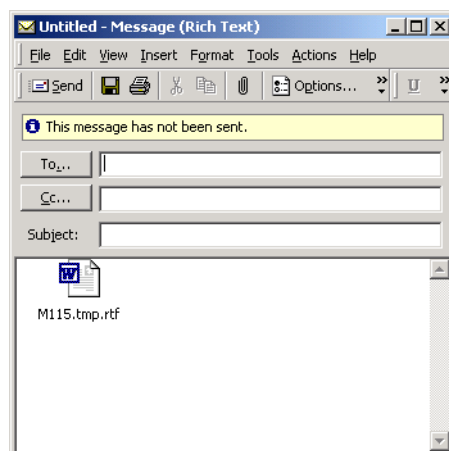 Untitled - Message (Rich Text)
File Edit View Insert Format Tools Actions Help
Send Options... U
This message has not been sent.
To...
Cc...
Subject:
W
M115.tmp.rtf